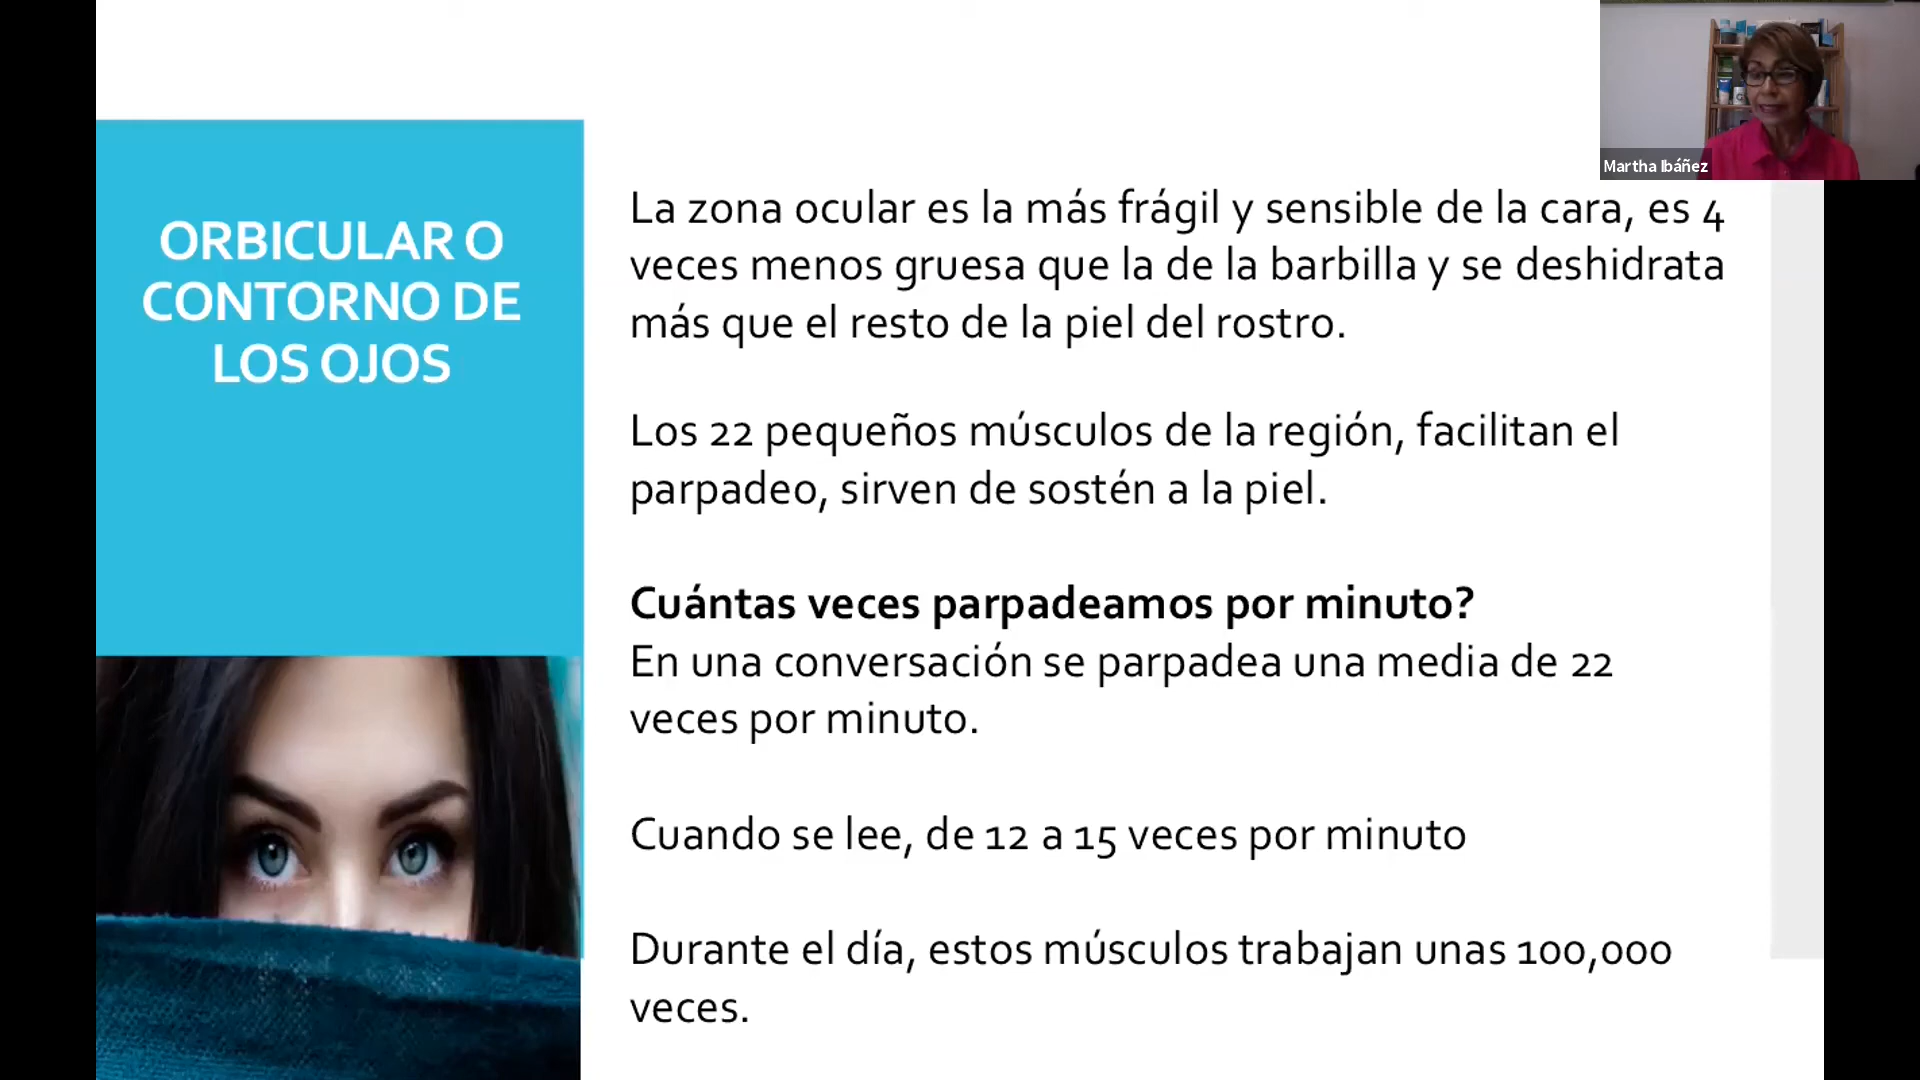 ORBICULAR O
CONTORNO DE
LOS OJOS
La zona ocular es la más frágil y sensible de la cara, es 4
veces menos gruesa que la de la barbilla y se deshidrata
más que el resto de la piel del rostro.
Los 22 pequeños músculos de la región, facilitan el
parpadeo, sirven de sostén a la piel.
Cuántas veces parpadeamos por minuto?
En una conversación se parpadea una media de 22
veces por minuto.
Cuando se lee, de 12 a 15 veces por minuto
Durante el día, estos músculos trabajan unas 100,000
veces.
Martha Ibáñez